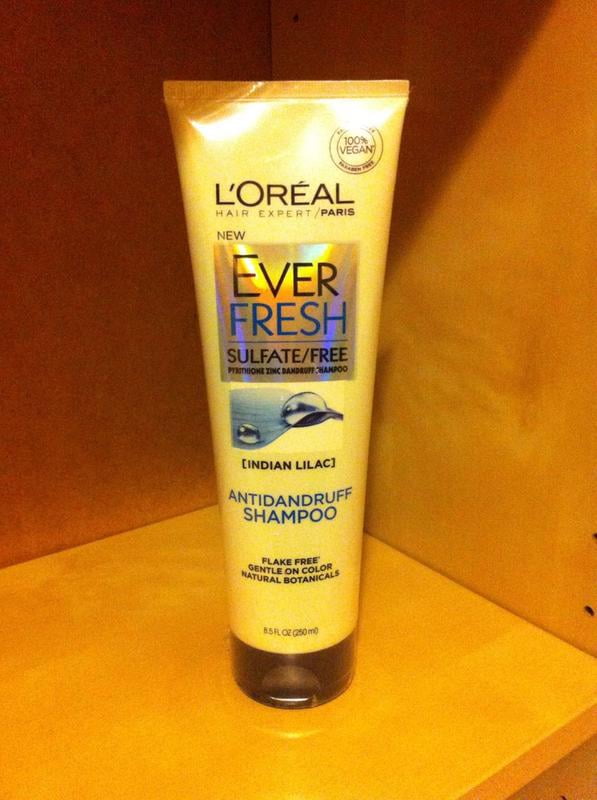 100%
VEGAN*
PARABEN FREE
L'ORÉAL
HAIR EXPERT/PARIS
NEW
EVER
FRESH
SULFATE/FREE
PYRITHIONE ZINC DANDRUFF SHAMPOO
[INDIAN LILAC]
ANTIDANDRUFF
SHAMPOO
FLAKE FREE*
GENTLE ON COLOR
NATURAL BOTANICALS
8.5 FL OZ (250 ml)